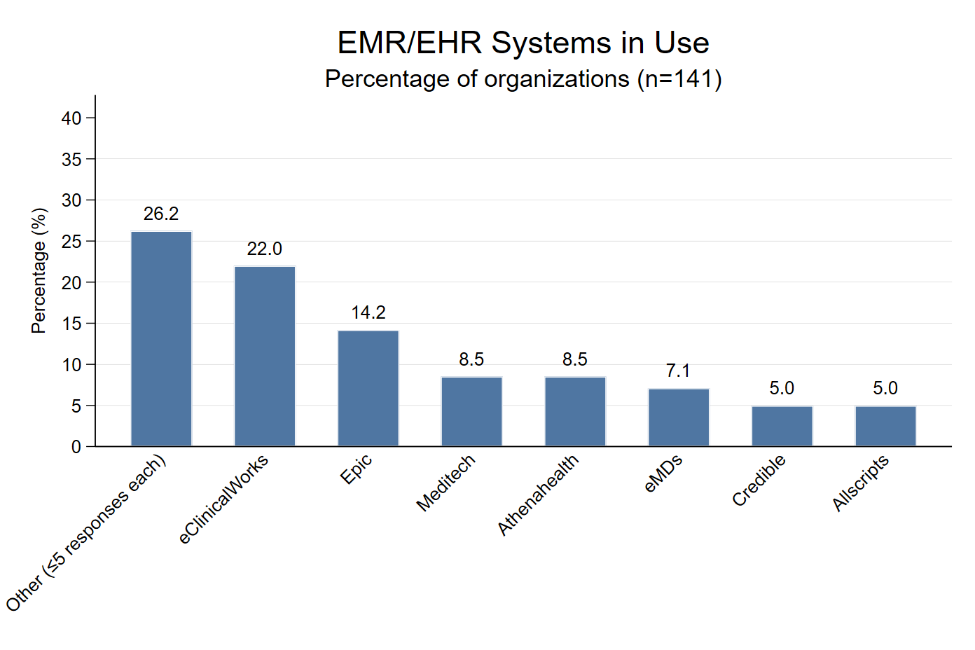 EMR/EHR Systems in Use
Percentage of organizations (n=141)
Percentage (%)
40
35
30
25
20
15
10
5
0
26.2
22.0
14.2
8.5
8.5
7.1
5.0
5.0
Other (≤5 responses each)
eClinicalWorks
Epic
Meditech
Athenahealth
eMDs
Credible
Allscripts